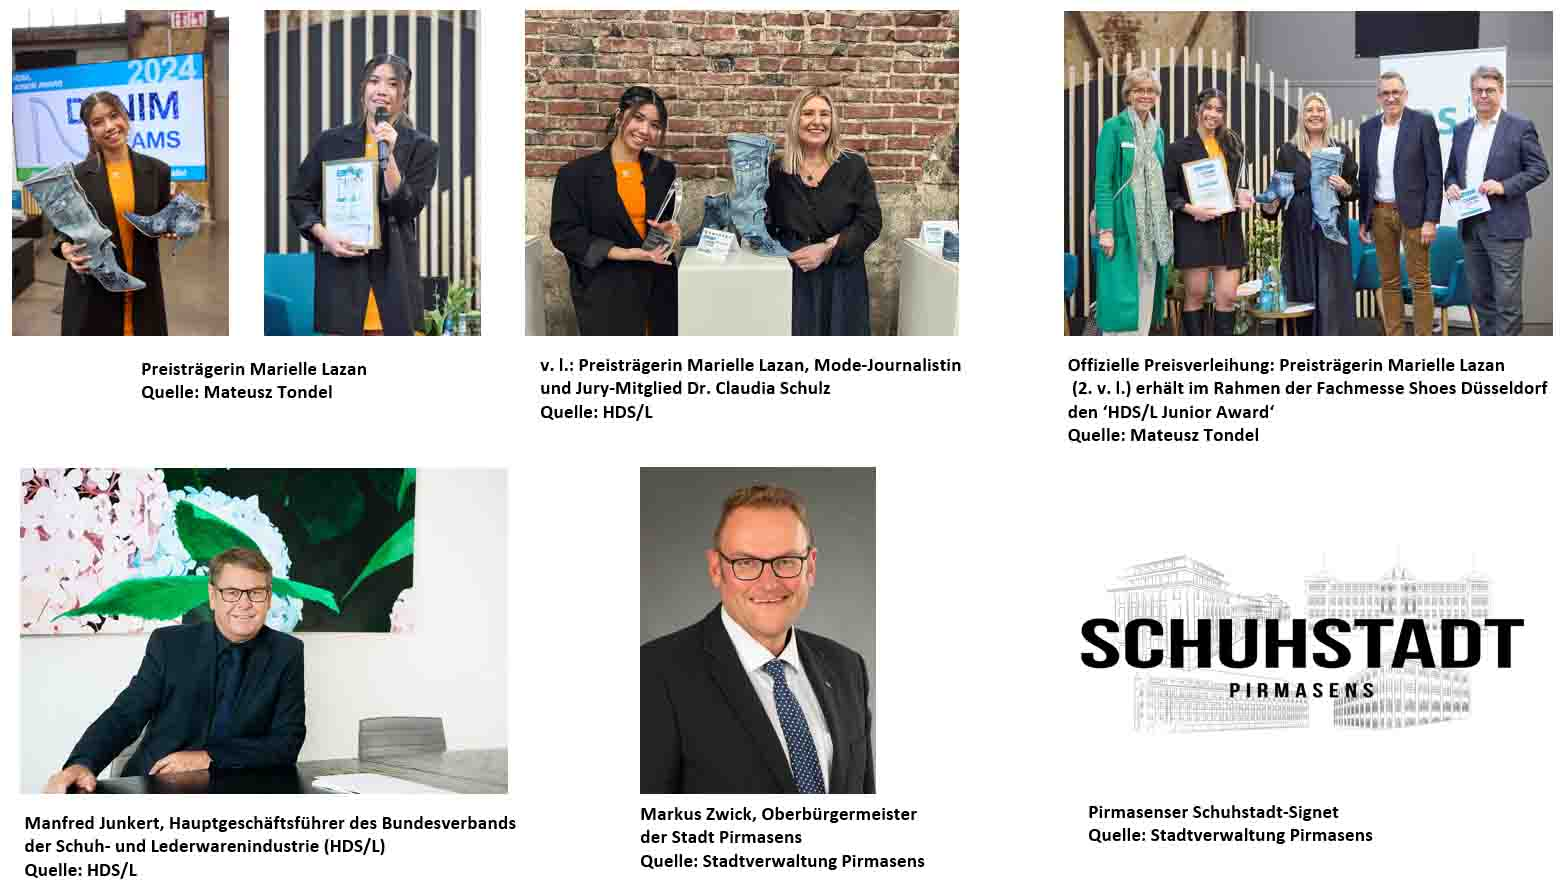 2024
D NIM
EAMS
Preisträgerin Marielle Lazan
Quelle: Mateusz Tondel
v. l.: Preisträgerin Marielle Lazan, Mode-Journalistin
und Jury-Mitglied Dr. Claudia Schulz
Quelle: HDS/L
Offizielle Preisverleihung: Preisträgerin Marielle Lazan
(2. v. l.) erhält im Rahmen der Fachmesse Shoes Düsseldorf
den ‘HDS/L Junior Award‘
Quelle: Mateusz Tondel
SCHUHSTADT
PIRMASENS
Manfred Junkert, Hauptgeschäftsführer des Bundesverbands
der Schuh- und Lederwarenindustrie (HDS/L)
Quelle: HDS/L
Markus Zwick, Oberbürgermeister
der Stadt Pirmasens
Quelle: Stadtverwaltung Pirmasens
Pirmasenser Schuhstadt-Signet
Quelle: Stadtverwaltung Pirmasens